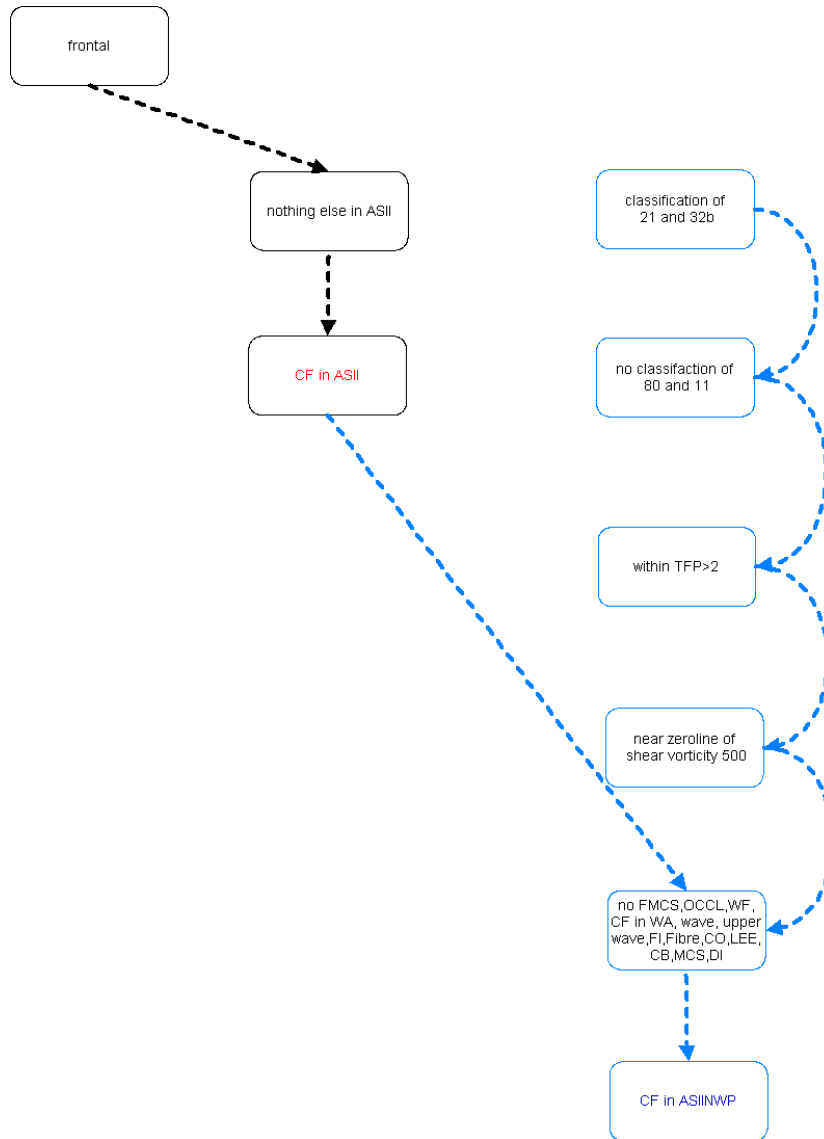 frontal
nothing else in ASII
classification of
21 and 32b
CF in ASII
no classifaction of
80 and 11
within TFP>2
near zeroline of
shear vorticity 500
no FMCS,OCCL,WF,
CF in WA, wave, upper
wave,FI,Fibre,CO,LEE,
CB,MCS,DI
CF in ASIINWP